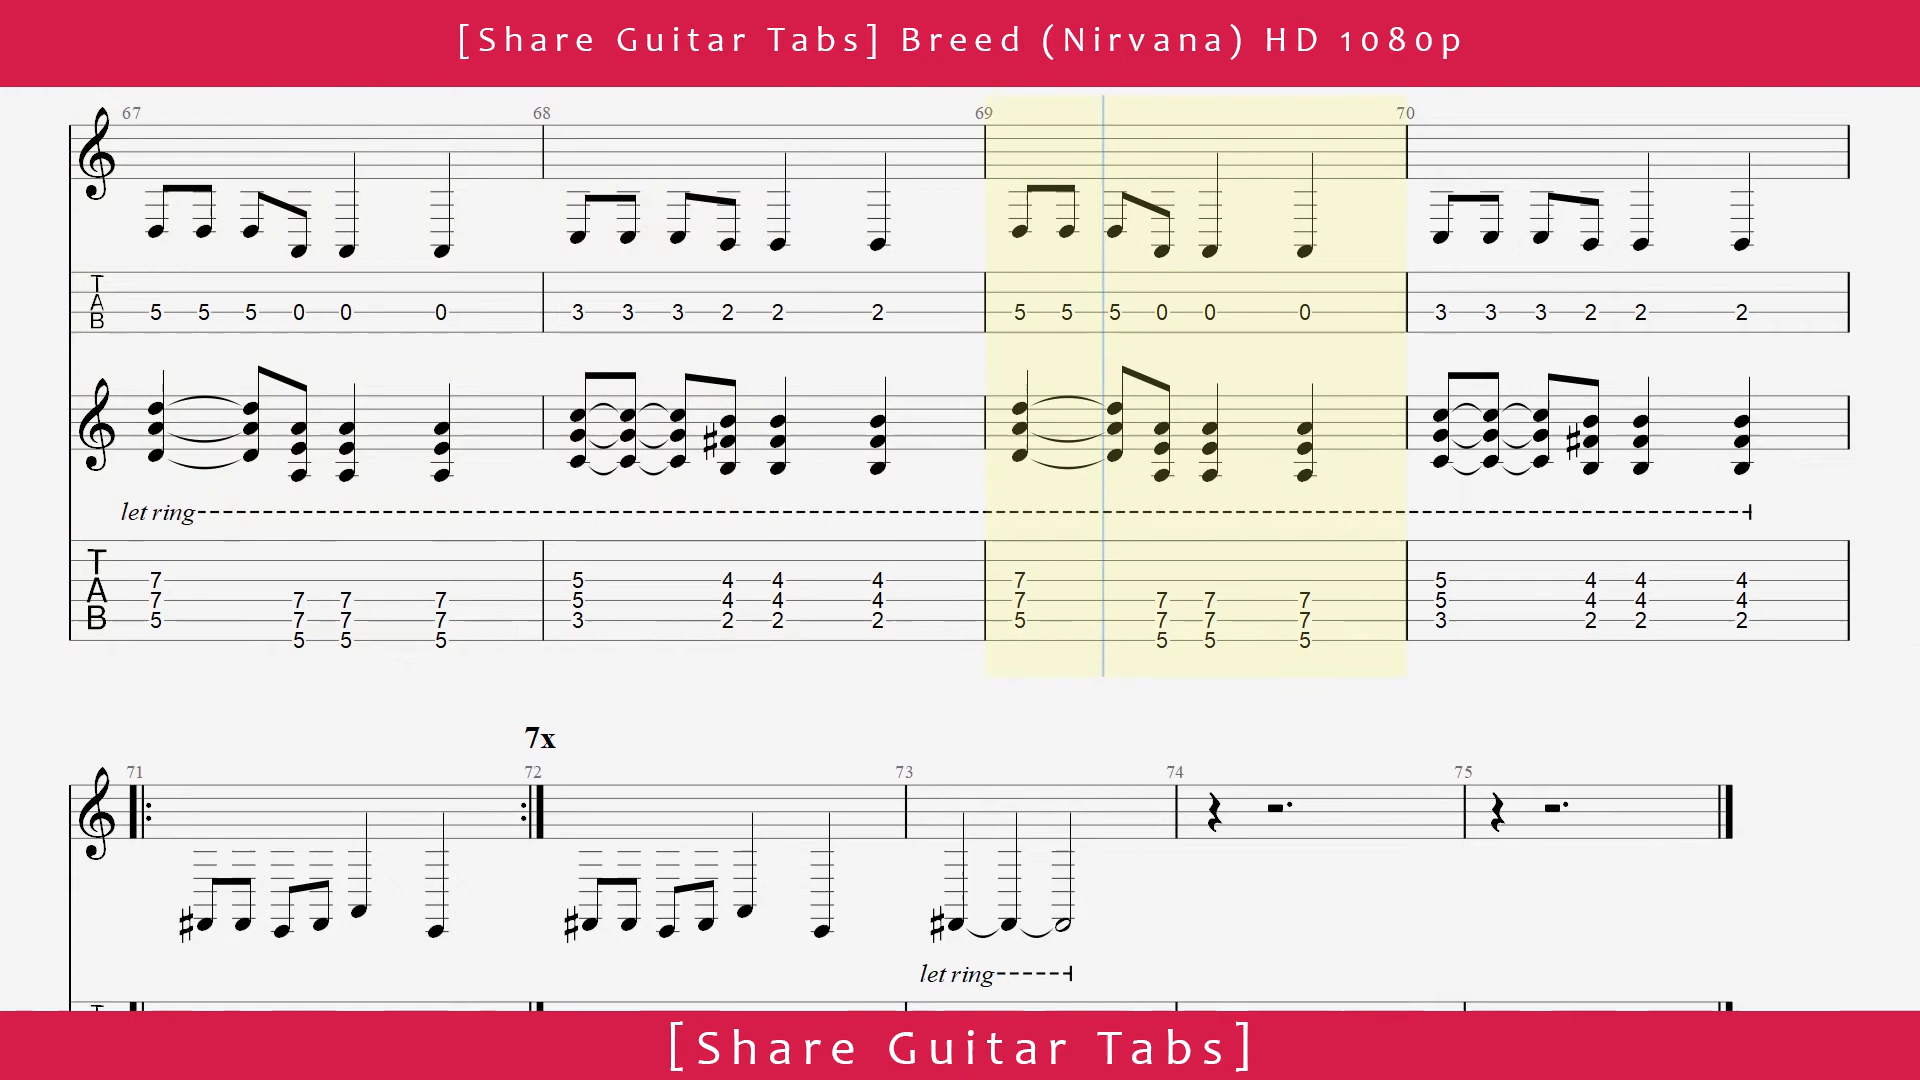 [Share Guitar Tabs] Breed (Nirvana) HD 1080p
67 68 69 70
T
A
B
5 5 5 0 0 0 3 3 3 2 2 2 5 5 5 0 0 0 3 3 3 2 2 2
let ring
T
A
B
7 5 4 4 4 7 5 4 4 4
7 7 7 7 5 4 4 4 7 7 7 7 5 4 4 4
5 7 7 7 3 2 2 2 5 7 7 7 3 2 2 2
5 5 5 5 5 5
7x
71 72 73 74 75
let ring
T
[Share Guitar Tabs]